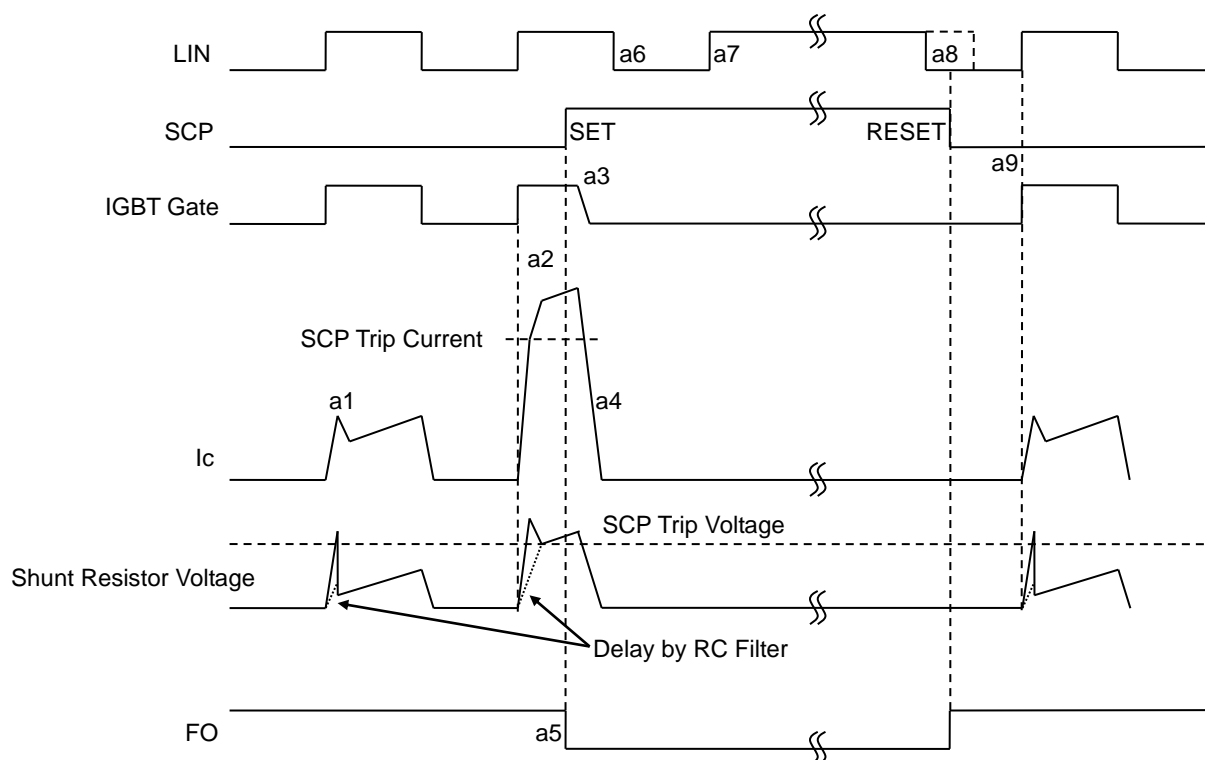 LIN
a6
a7
a8
SCP
SET
RESET
a9
a3
IGBT Gate
a2
SCP Trip Current
a1
a4
Ic
SCP Trip Voltage
Shunt Resistor Voltage
Delay by RC Filter
FO
a5